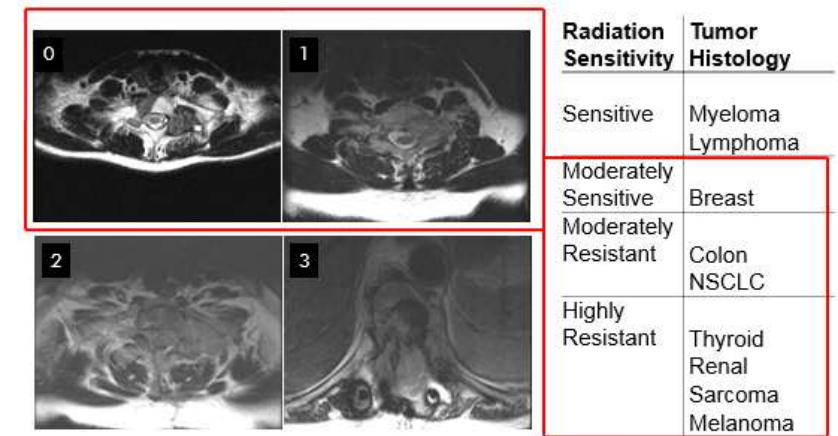 0
1
2
3
Radiation Tumor
Sensitivity Histology
Sensitive Myeloma
Lymphoma
Moderately
Sensitive Breast
Moderately
Resistant Colon
NSCLC
Highly
Resistant Thyroid
Renal
Sarcoma
Melanoma